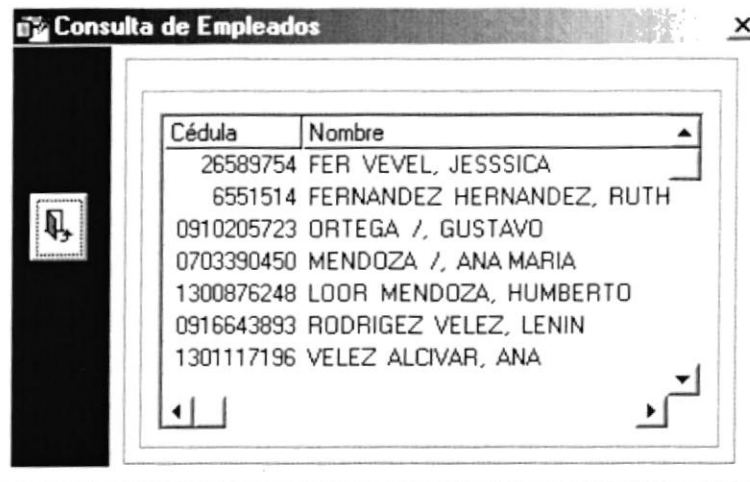 Consulta de Empleados
Cédula Nombre
26589754 FER VEVEL, JESSSICA
6551514 FERNANDEZ HERNANDEZ, RUTH
0910205723 ORTEGA /, GUSTAVO
0703390450 MENDOZA /, ANA MARIA
1300876248 LOOR MENDOZA, HUMBERTO
0916643893 RODRIGEZ VELEZ, LENIN
1301117196 VELEZ ALCIVAR, ANA